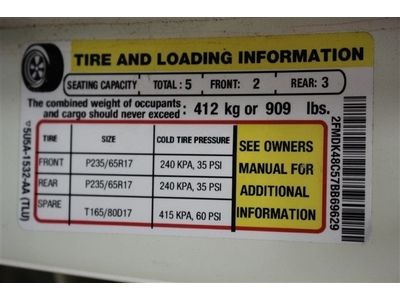 TIRE AND LOADING INFORMATION
SEATING CAPACITY TOTAL : 5 FRONT: 2 REAR: 3
The combined weight of occupants and cargo should never exceed : 412 kg or 909 lbs.
TIRE SIZE COLD TIRE PRESSURE
FRONT P235/65R17 240 KPA, 35 PSI
REAR P235/65R17 240 KPA, 35 PSI
SPARE T165/80D17 415 KPA, 60 PSI
SEE OWNERS
MANUAL FOR
ADDITIONAL
INFORMATION
5U5A-1532-AA (TLU)
2FMDK48C57BB69629